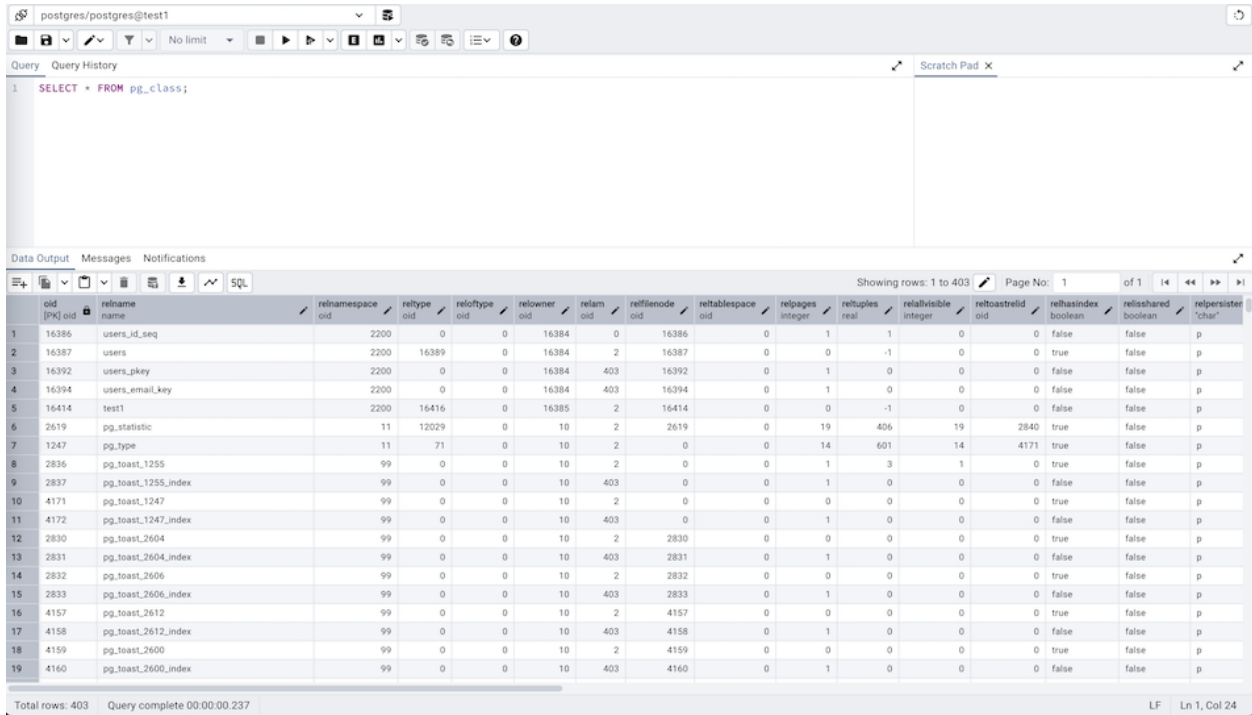 postgres/postgres@test1
No limit
Query Query History
Scratch Pad
1 SELECT * FROM pg_class;
Data Output Messages Notifications
SQL Showing rows: 1 to 403 Page No: 1 of 1
oid relname relnamespace reltype reloftype relowner relam relfilenode reltablespace relpages reltuples relallvisible reltoastrelid relhasindex relisshared relpersisten
[PK] oid name oid oid oid oid oid oid oid integer real integer oid boolean boolean "char"
1 16386 users_id_seq 2200 0 0 16384 0 16386 0 1 1 0 0 false false p
2 16387 users 2200 16389 0 16384 2 16387 0 0 -1 0 0 true false p
3 16392 users_pkey 2200 0 0 16384 403 16392 0 1 0 0 0 false false p
4 16394 users_email_key 2200 0 0 16384 403 16394 0 1 0 0 0 false false p
5 16414 test1 2200 16416 0 16385 2 16414 0 0 -1 0 0 false false p
6 2619 pg_statistic 11 12029 0 10 2 2619 0 19 406 19 2840 true false p
7 1247 pg_type 11 71 0 10 2 0 0 14 601 14 4171 true false p
8 2836 pg_toast_1255 99 0 0 10 2 0 0 1 3 1 0 true false p
9 2837 pg_toast_1255_index 99 0 0 10 403 0 0 1 0 0 0 false false p
10 4171 pg_toast_1247 99 0 0 10 2 0 0 0 0 0 0 true false p
11 4172 pg_toast_1247_index 99 0 0 10 403 0 0 1 0 0 0 false false p
12 2830 pg_toast_2604 99 0 0 10 2 2830 0 0 0 0 0 true false p
13 2831 pg_toast_2604_index 99 0 0 10 403 2831 0 1 0 0 0 false false p
14 2832 pg_toast_2606 99 0 0 10 2 2832 0 0 0 0 0 true false p
15 2833 pg_toast_2606_index 99 0 0 10 403 2833 0 1 0 0 0 false false p
16 4157 pg_toast_2612 99 0 0 10 2 4157 0 0 0 0 0 true false p
17 4158 pg_toast_2612_index 99 0 0 10 403 4158 0 1 0 0 0 false false p
18 4159 pg_toast_2600 99 0 0 10 2 4159 0 0 0 0 0 true false p
19 4160 pg_toast_2600_index 99 0 0 10 403 4160 0 1 0 0 0 false false p
Total rows: 403 Query complete 00:00:00.237 LF Ln 1, Col 24